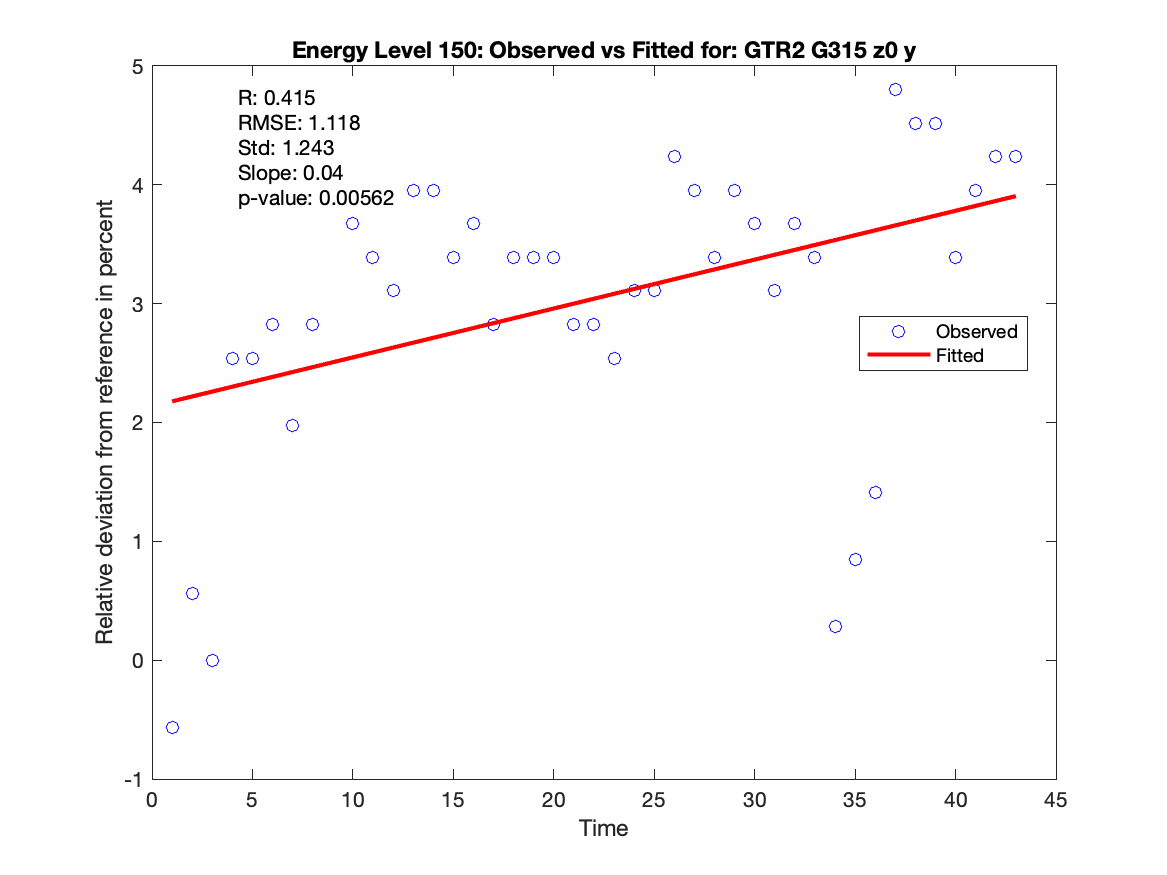 Energy Level 150: Observed vs Fitted for: GTR2 G315 z0 y
R: 0.415
RMSE: 1.118
Std: 1.243
Slope: 0.04
p-value: 0.00562
5
4
3
2
1
0
-1
Relative deviation from reference in percent
Observed
Fitted
0 5 10 15 20 25 30 35 40 45
Time